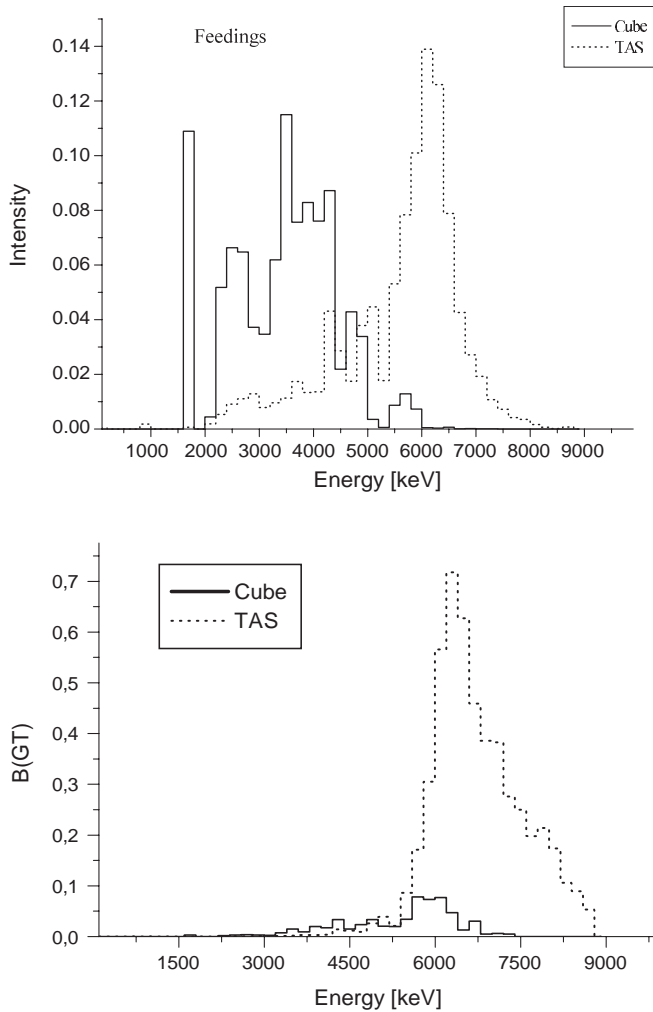 Feedings
Cube
TAS
0.14
0.12
0.10
0.08
0.06
0.04
0.02
0.00
Intensity
1000 2000 3000 4000 5000 6000 7000 8000 9000
Energy [keV]
Cube
TAS
0,7
0,6
0,5
0,4
0,3
0,2
0,1
0,0
B(GT)
1500 3000 4500 6000 7500 9000
Energy [keV]